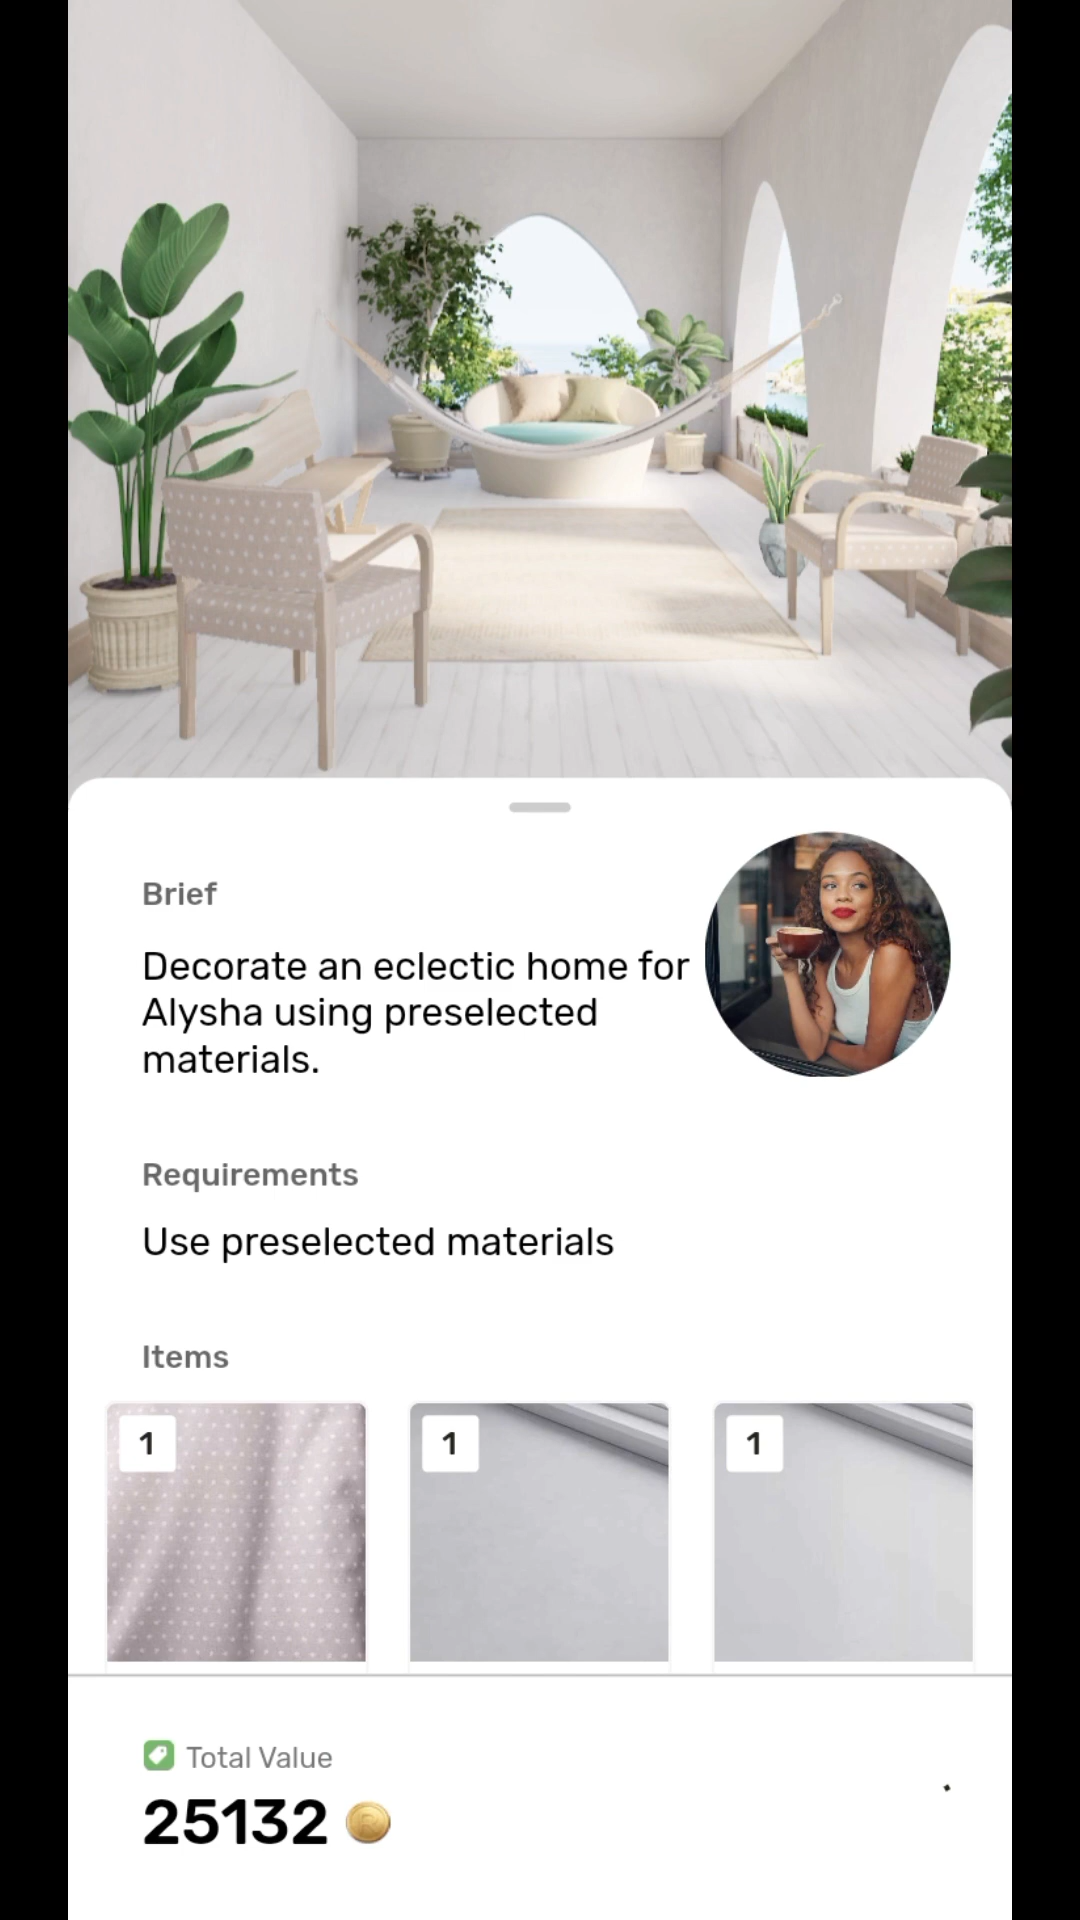 Brief
Decorate an eclectic home for
Alysha using preselected
materials.
Requirements
Use preselected materials
Items
1 1 1
Total Value
25132